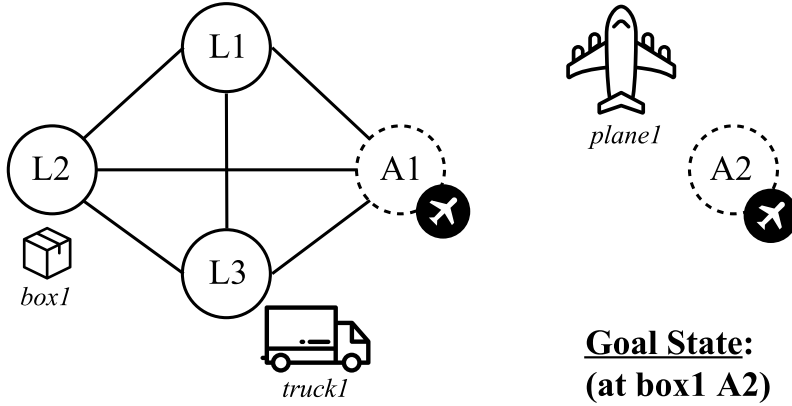 L1
plane1
L2
A1
A2
box1
L3
truck1
Goal State:
(at box1 A2)